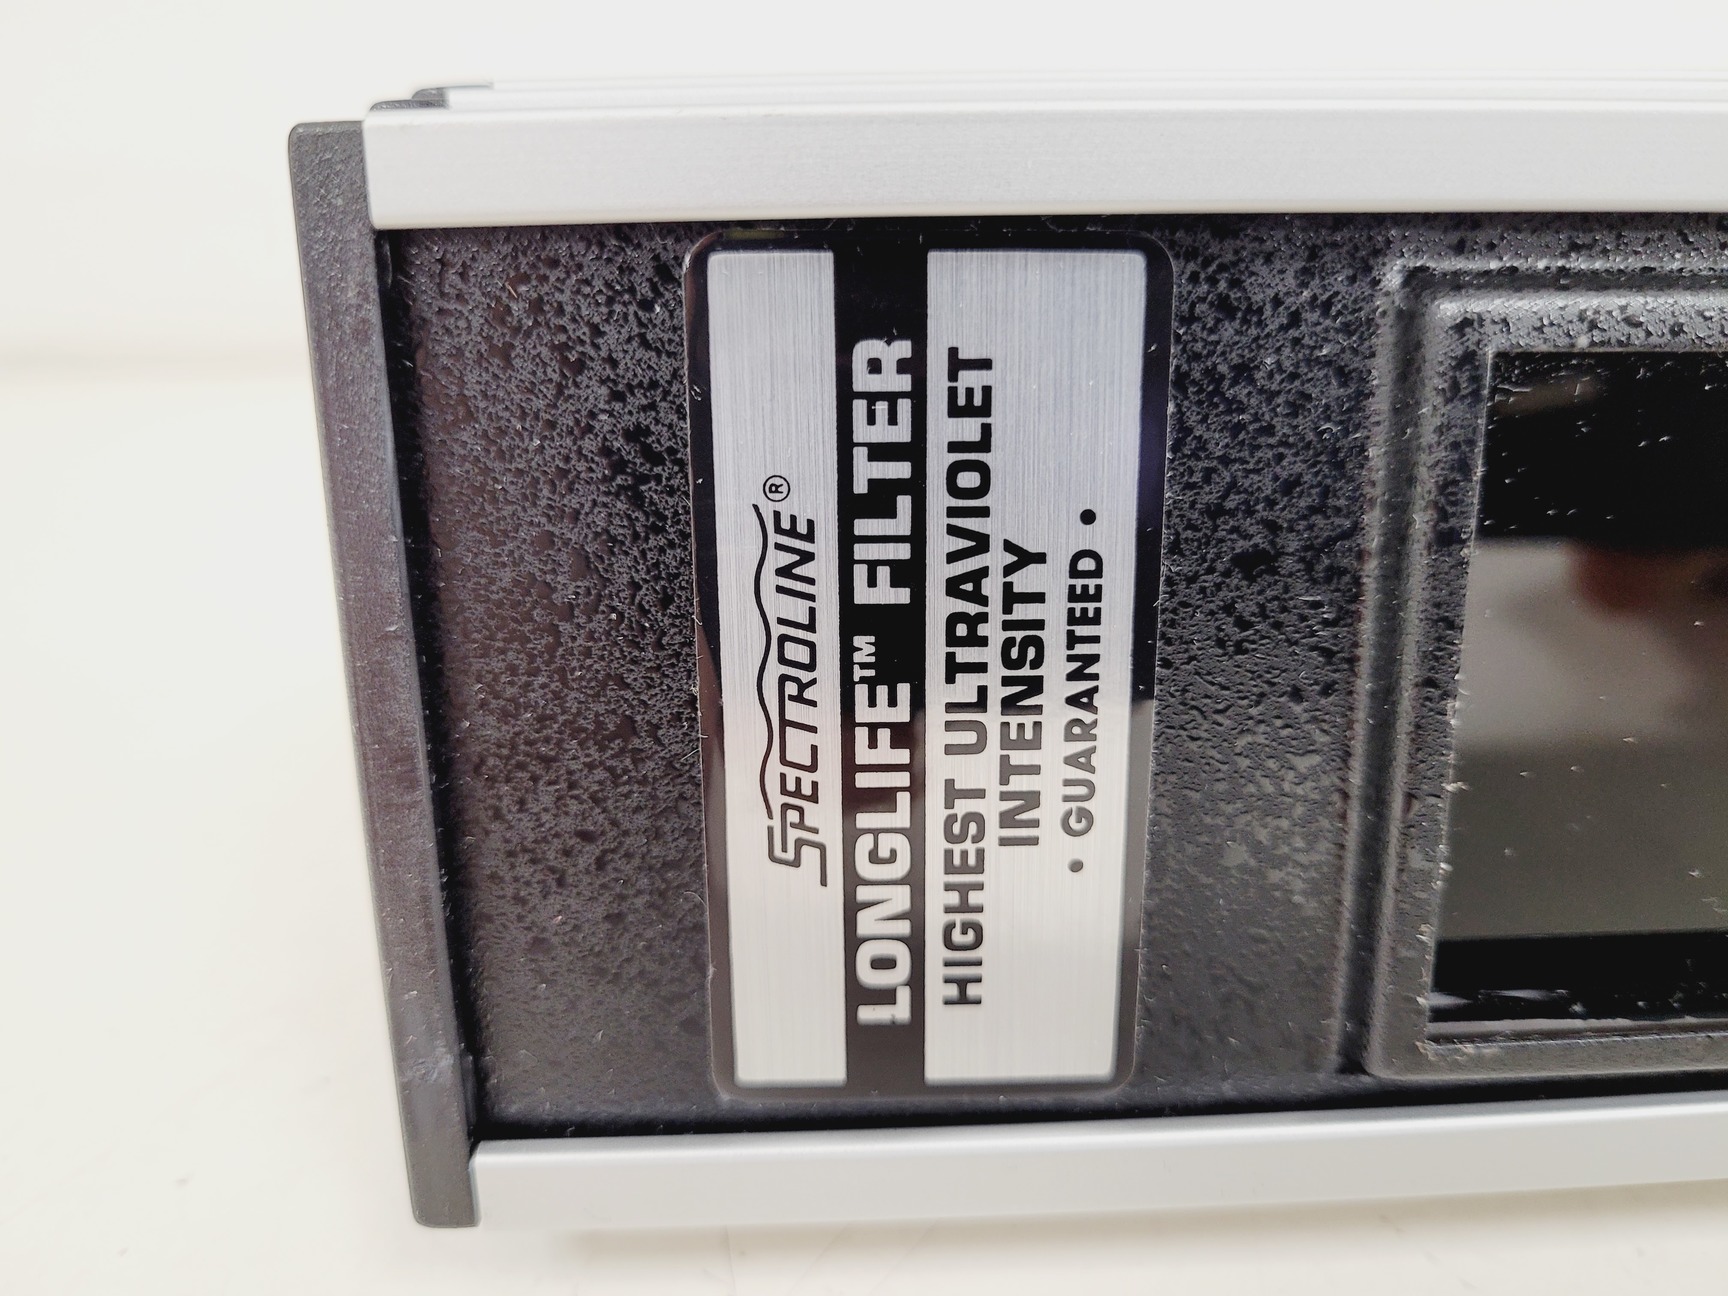 SPECTROLINE®
LONGLIFE™ FILTER
HIGHEST ULTRAVIOLET
INTENSITY
• GUARANTEED •